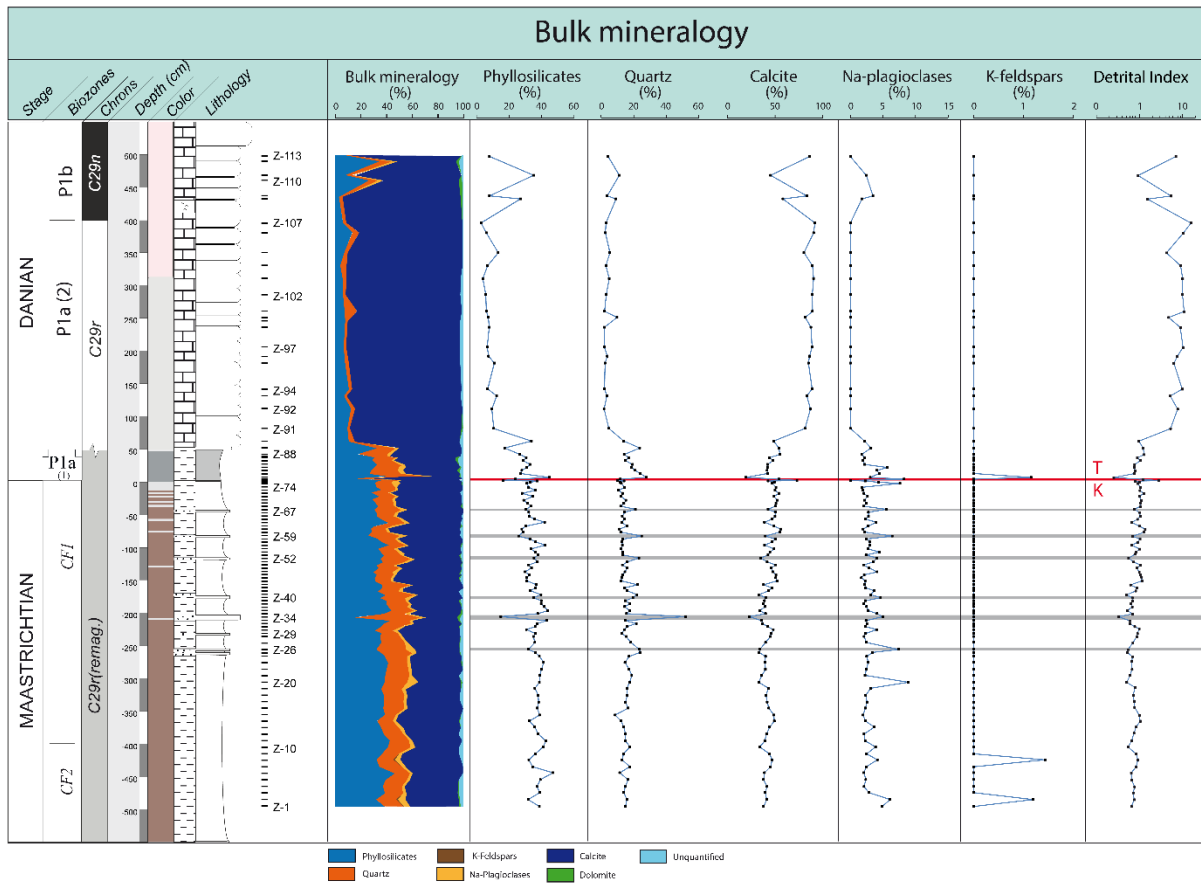 Bulk mineralogy
Stage
Biozones
Chrons
Depth (cm)
Color
Lithology
Bulk mineralogy
(%)
Phyllosilicates
(%)
Quartz
(%)
Calcite
(%)
Na-plagioclases
(%)
K-feldspars
(%)
Detrital Index
0 20 40 60 80 100
0 20 40 60
0 20 40 60
0 50 100
0 5 10 15
0 1 2
0 1 10
DANIAN
MAASTRICHTIAN
P1b
P1a (2)
P1a
(1)
CF1
CF2
C29n
C29r
C29r(remag.)
500
450
400
350
300
250
200
150
100
50
0
-50
-100
-150
-200
-250
-300
-350
-400
-450
-500
Z-113
Z-110
Z-107
Z-102
Z-97
Z-94
Z-92
Z-91
Z-88
Z-74
Z-67
Z-59
Z-52
Z-40
Z-34
Z-29
Z-26
Z-20
Z-10
Z-1
T
K
Phyllosilicates
K-Feldspars
Calcite
Unquantified
Quartz
Na-Plagioclases
Dolomite